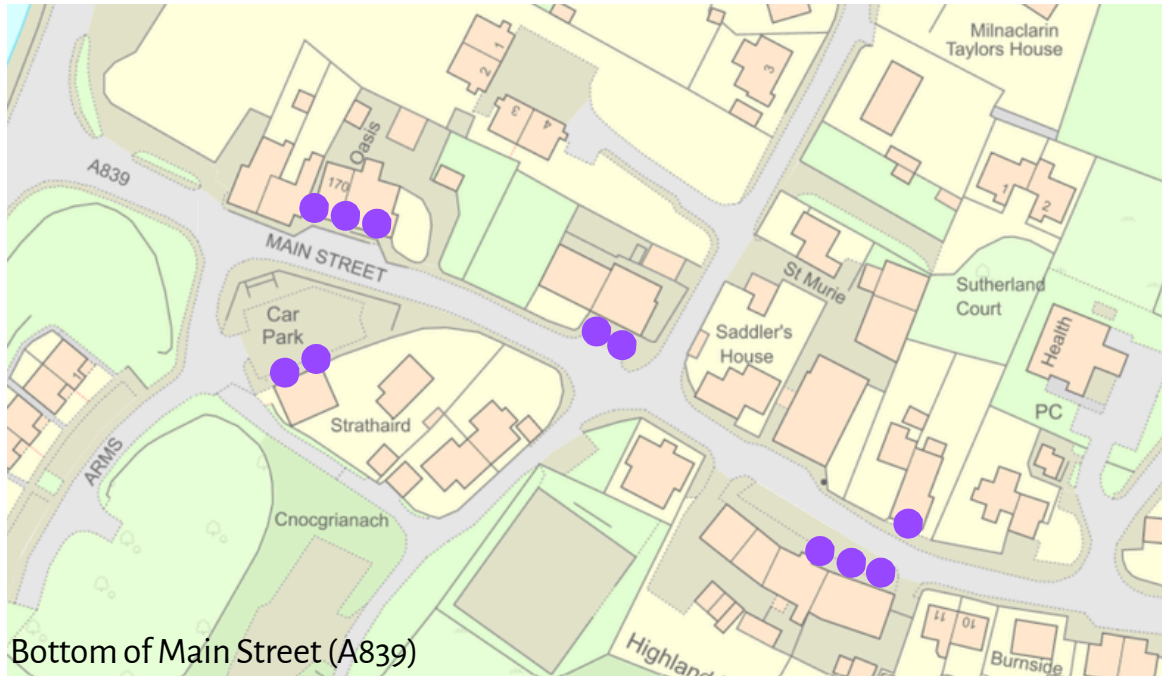 Milnaclarin
Taylors House
1
2
3
3
4
Oasis
170
A839
MAIN STREET
1
2
St Murie
Sutherland
Court
Car
Park
Saddler's
House
Health
PC
Strathaird
ARMS
Cnocgrianach
11
10
Highland
Burnside
Bottom of Main Street (A839)